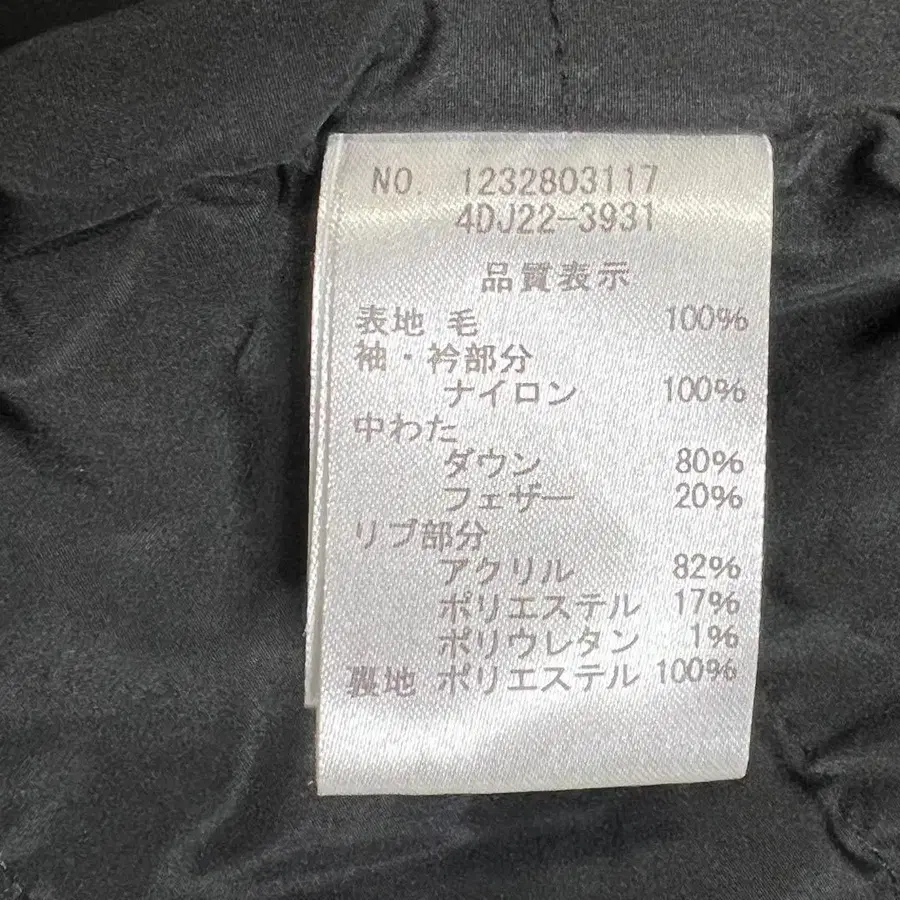 NO. 1232803117
4DJ22-3931
品質表示
表地 毛 100%
袖・衿部分
ナイロン 100%
中わた
ダウン 80%
フェザー 20%
リブ部分
アクリル 82%
ポリエステル 17%
ポリウレタン 1%
裏地 ポリエステル 100%